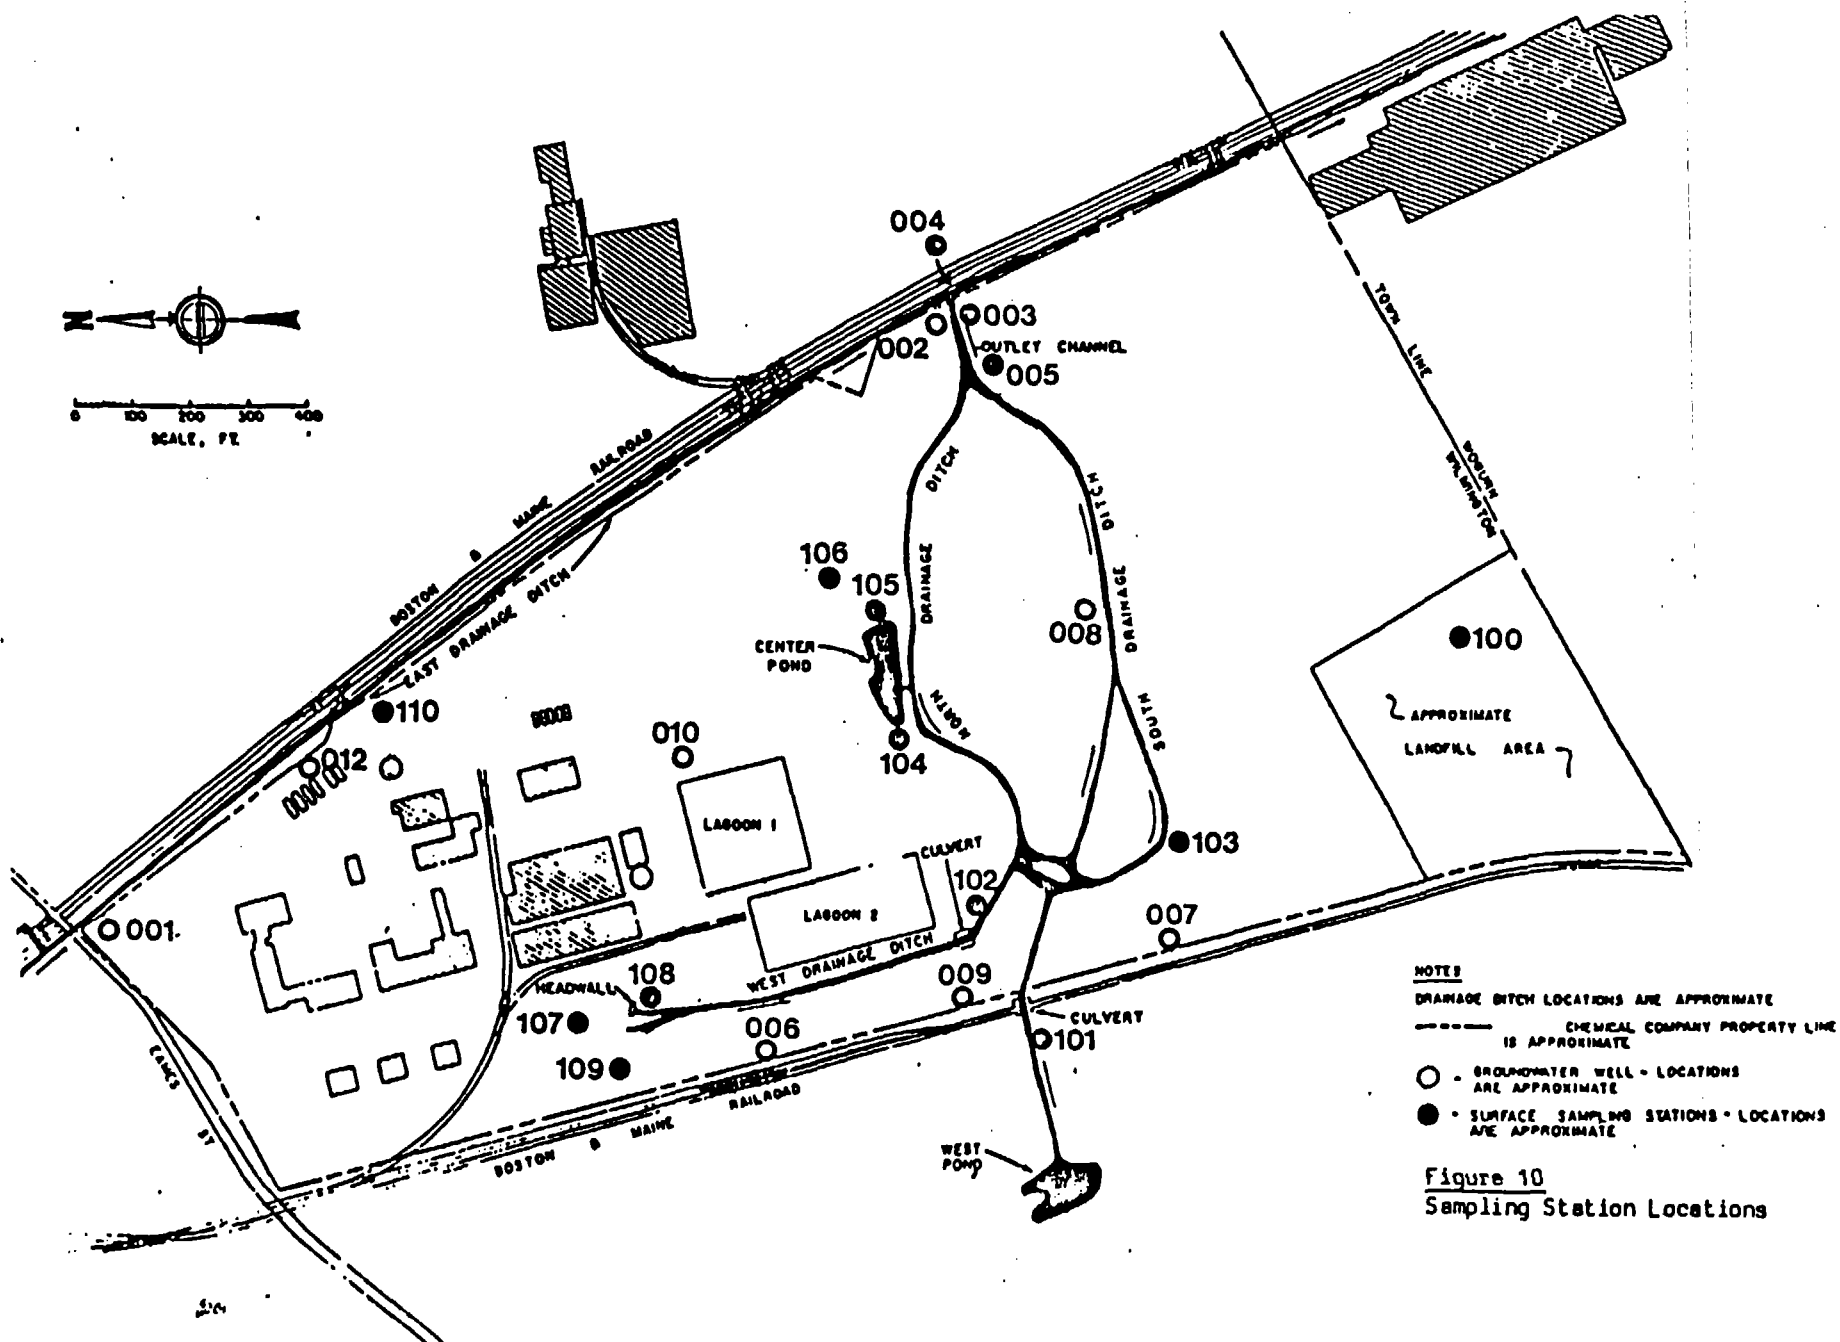 004
003
002
OUTLET CHANNEL
005
N
0 100 200 300 400
SCALE, FT.
TOWN LINE
WOBURN
WILMINGTON
BOSTON & MAINE RAILROAD
EAST DRAINAGE DITCH
NORTH DRAINAGE DITCH
SOUTH DRAINAGE DITCH
106
105
CENTER
POND
008
100
APPROXIMATE
LANDFILL AREA
110
012
010
104
LAGOON 1
CULVERT
103
102
LAGOON 2
001
007
WEST DRAINAGE DITCH
108
009
HEADWALL
107
006
CULVERT
101
109
BOSTON & MAINE RAILROAD
EAMES ST
WEST
POND
NOTES
DRAINAGE DITCH LOCATIONS ARE APPROXIMATE
CHEMICAL COMPANY PROPERTY LINE
IS APPROXIMATE
- GROUNDWATER WELL - LOCATIONS
ARE APPROXIMATE
- SURFACE SAMPLING STATIONS - LOCATIONS
ARE APPROXIMATE
Figure 10
Sampling Station Locations